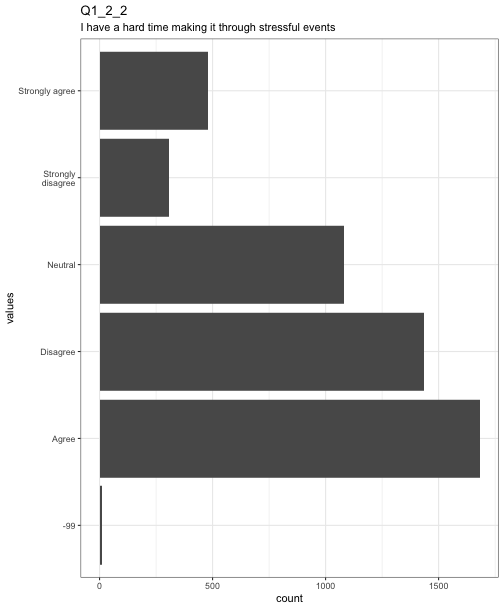 Q1_2_2
I have a hard time making it through stressful events
Strongly agree
Strongly
disagree
Neutral
Disagree
Agree
-99
values
0 500 1000 1500
count